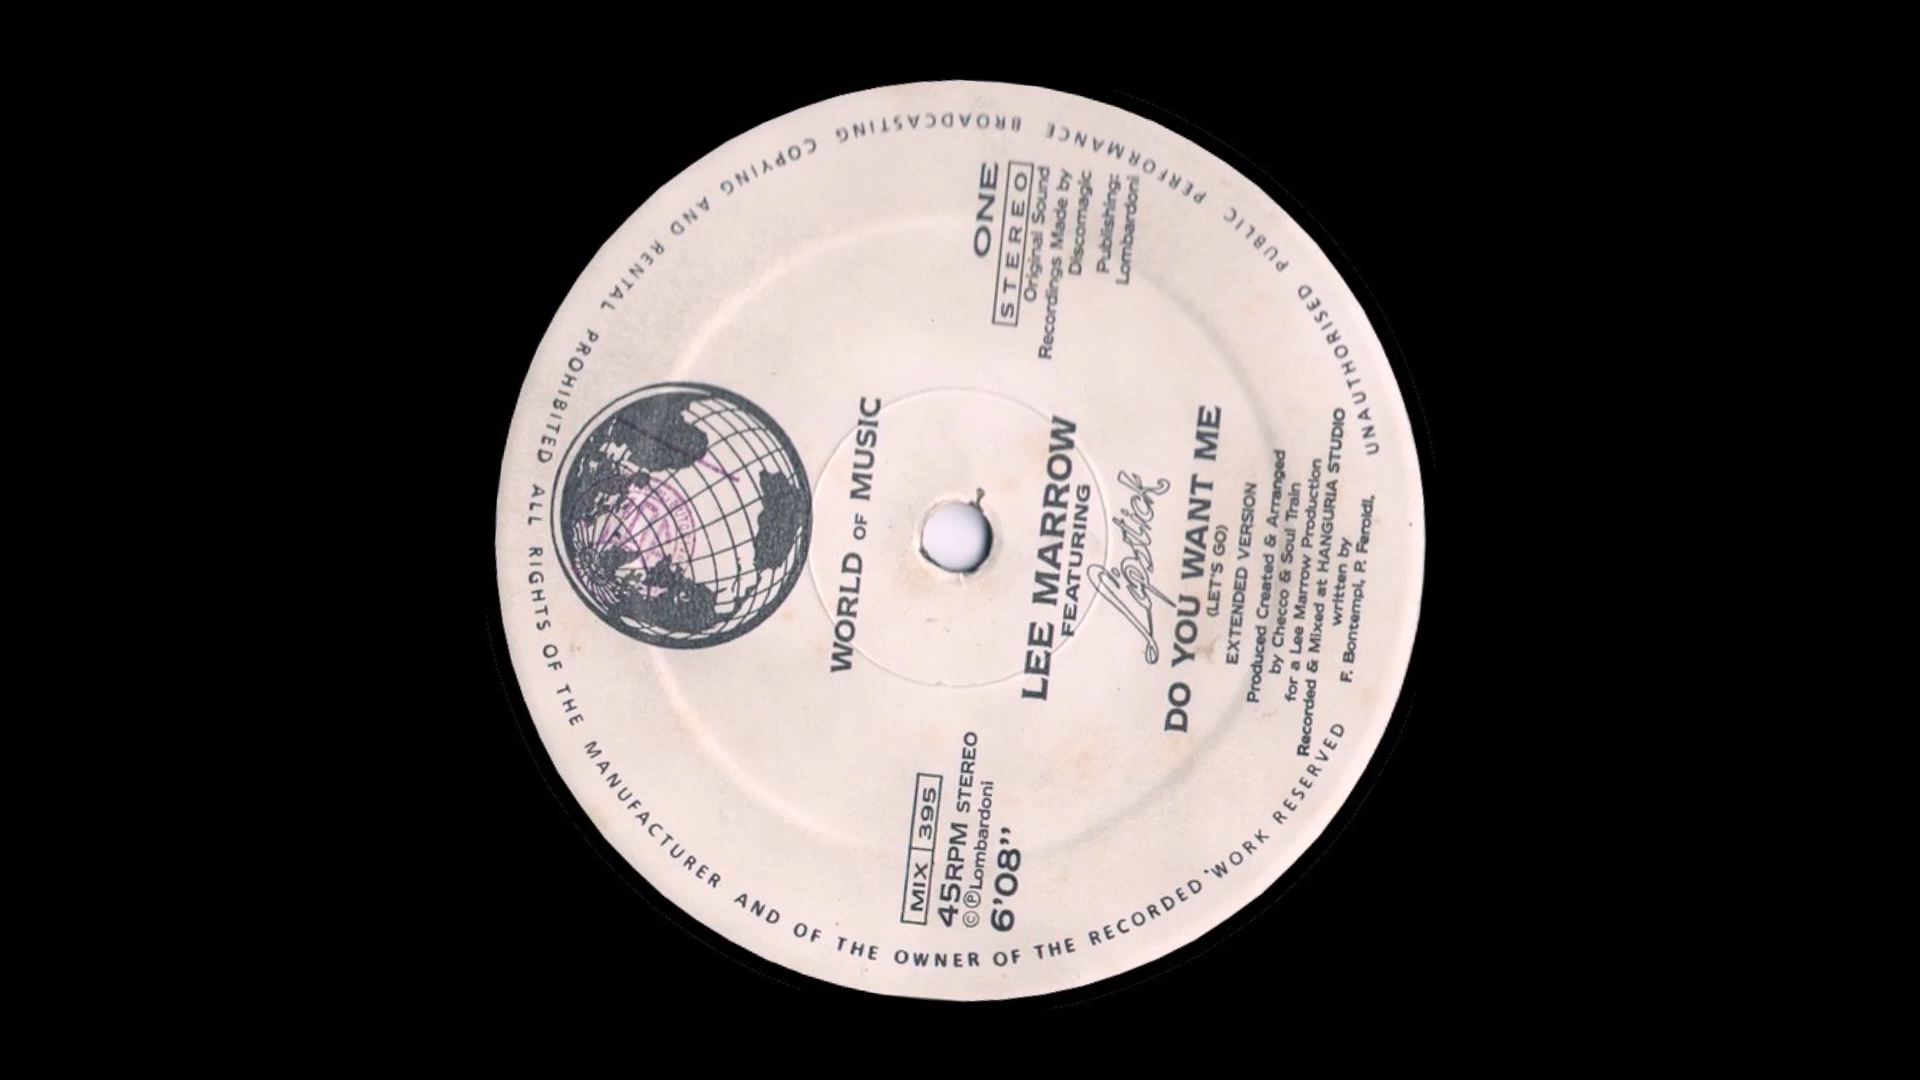 WORLD OF MUSIC
MIX 395
45RPM STEREO
©℗Lombardoni
6'08''
ONE
STEREO
Original Sound
Recordings Made by
Discomagic
Publishing:
Lombardoni
LEE MARROW
FEATURING
Lipstick
DO YOU WANT ME
(LET'S GO)
EXTENDED VERSION
Produced Created & Arranged
by Checco & Soul Train
for a Lee Marrow Production
Recorded & Mixed at HANGURIA STUDIO
written by
F. Bontempi, P. Feroldi,
ALL RIGHTS OF THE MANUFACTURER AND OF THE OWNER OF THE RECORDED WORK RESERVED UNAUTHORISED PUBLIC PERFORMANCE BROADCASTING COPYING AND RENTAL PROHIBITED